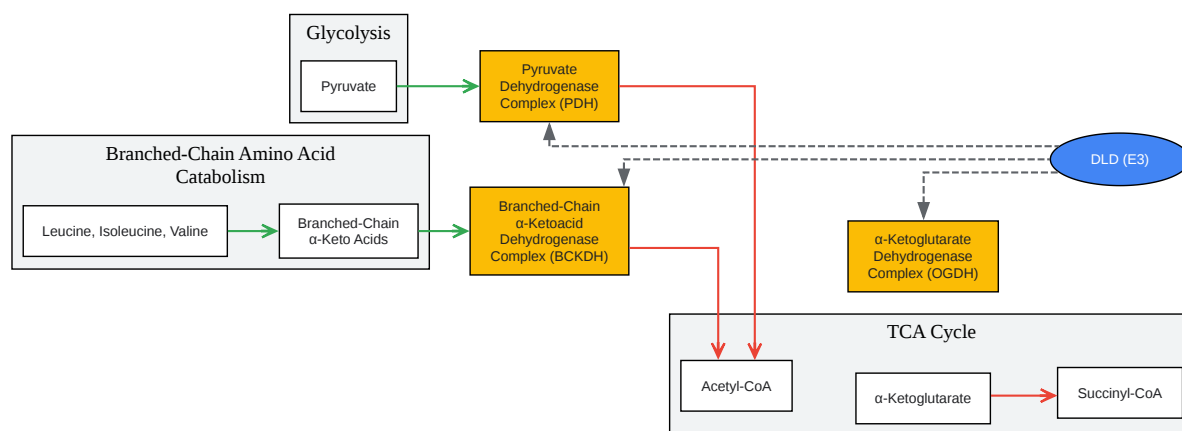 Glycolysis
Pyruvate
Pyruvate
Dehydrogenase
Complex (PDH)
Branched-Chain Amino Acid
Catabolism
Leucine, Isoleucine, Valine
Branched-Chain
α-Keto Acids
Branched-Chain
α-Ketoacid
Dehydrogenase
Complex (BCKDH)
DLD (E3)
α-Ketoglutarate
Dehydrogenase
Complex (OGDH)
TCA Cycle
Acetyl-CoA
α-Ketoglutarate
Succinyl-CoA